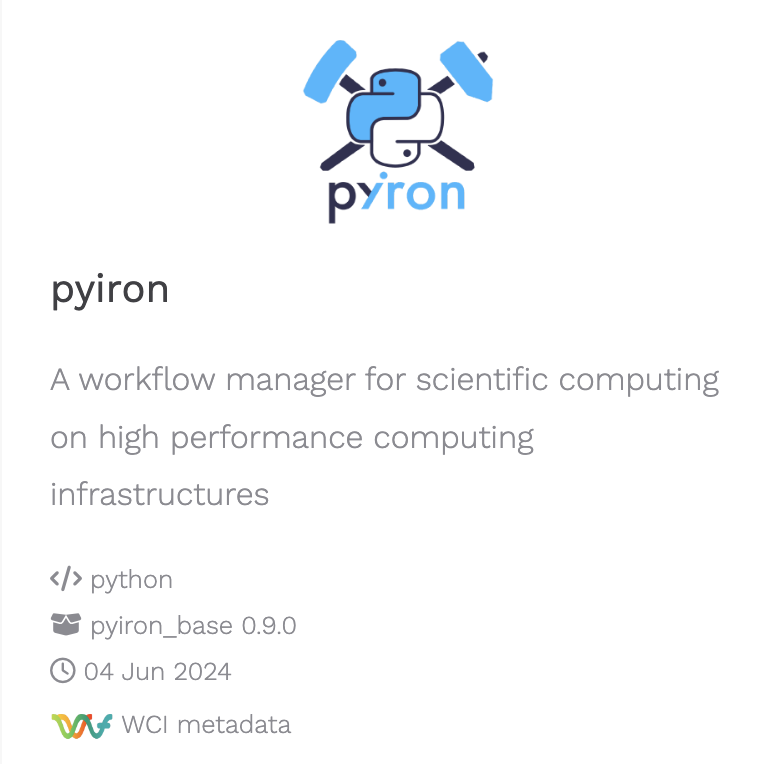 pyiron
pyiron
A workflow manager for scientific computing
on high performance computing
infrastructures
python
pyiron_base 0.9.0
04 Jun 2024
WCI metadata